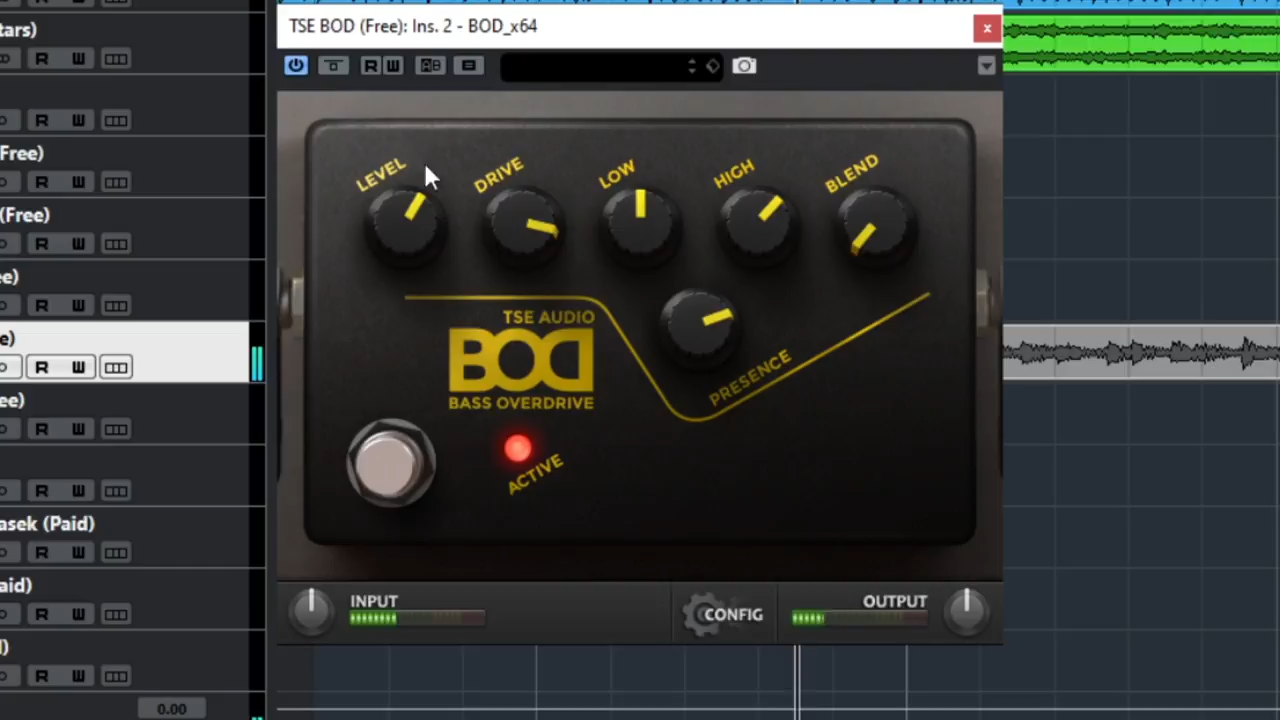 TSE BOD (Free): Ins. 2 - BOD_x64
x
R W
tars)
R W
R W
Free)
R W
(Free)
R W
ee)
R W
e)
R W
ee)
R W
R W
asek (Paid)
R W
aid)
R W
l)
R W
0.00
LEVEL
DRIVE
LOW
HIGH
BLEND
TSE AUDIO
BOD
BASS OVERDRIVE
PRESENCE
ACTIVE
INPUT
CONFIG
OUTPUT